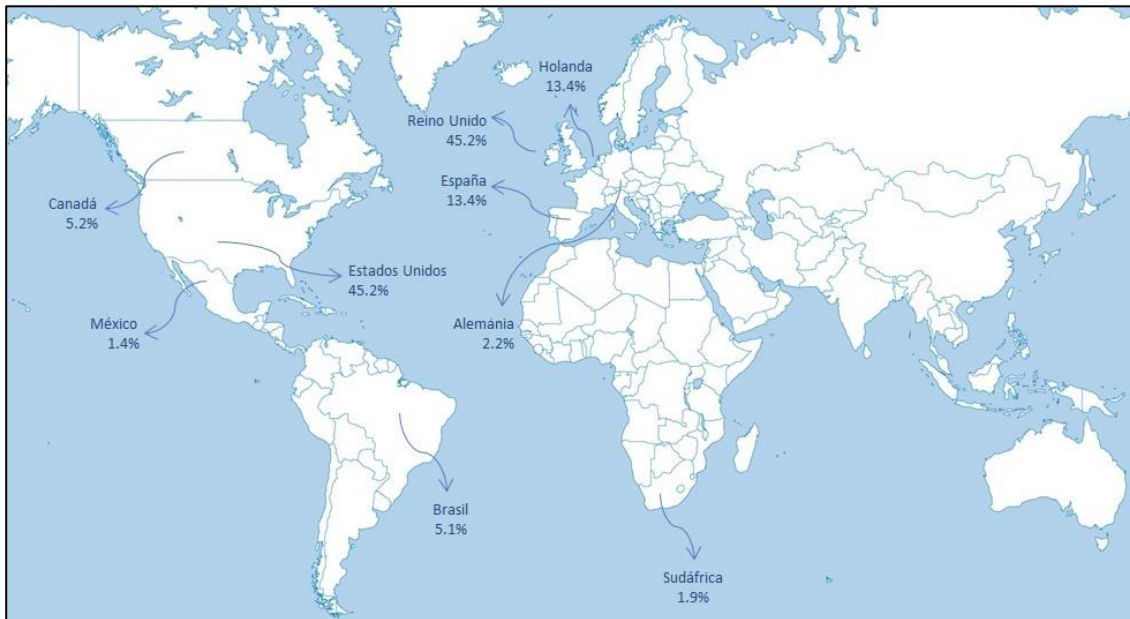 Holanda
13.4%
Reino Unido
45.2%
España
13.4%
Canadá
5.2%
Estados Unidos
45.2%
México
1.4%
Alemania
2.2%
Brasil
5.1%
Sudáfrica
1.9%